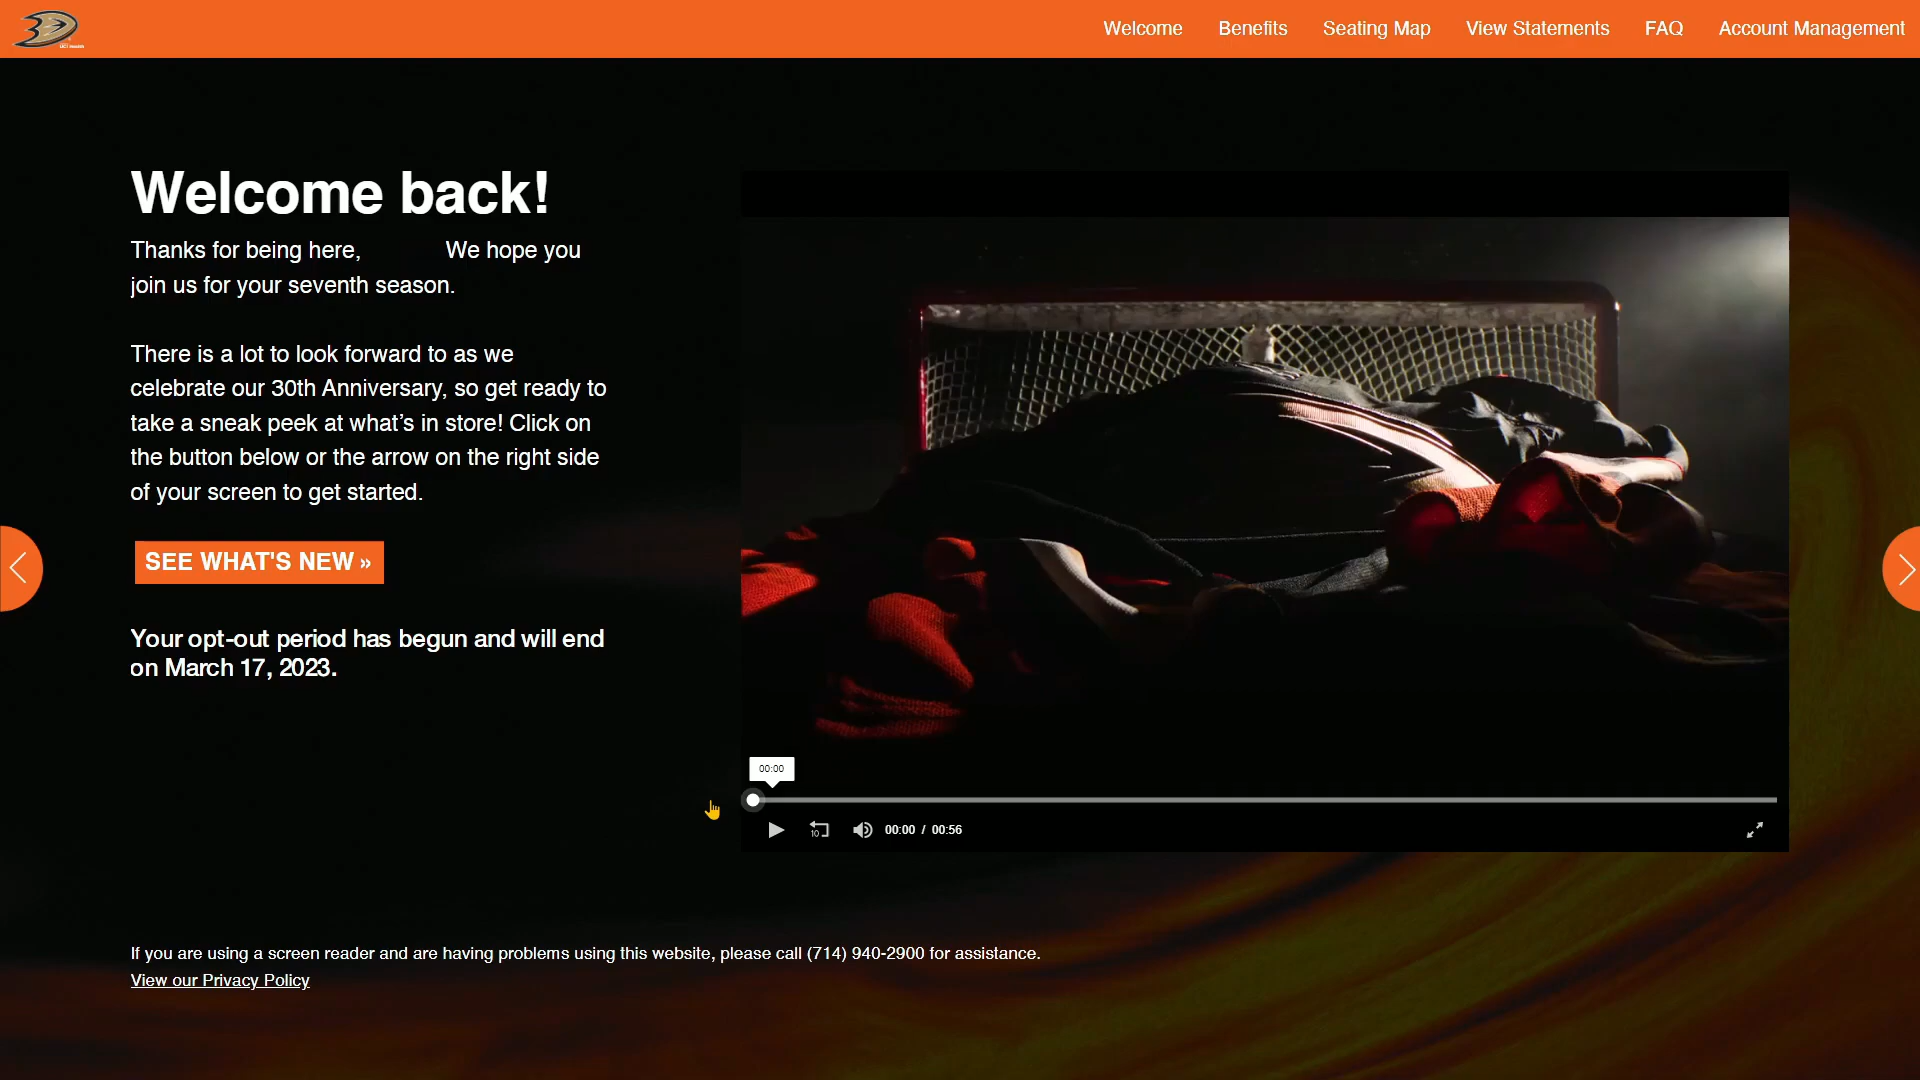 Welcome
Benefits
Seating Map
View Statements
FAQ
Account Management
Welcome back!
Thanks for being here, We hope you
join us for your seventh season.
There is a lot to look forward to as we
celebrate our 30th Anniversary, so get ready to
take a sneak peek at what’s in store! Click on
the button below or the arrow on the right side
of your screen to get started.
SEE WHAT'S NEW »
Your opt-out period has begun and will end
on March 17, 2023.
00:00
10
00:00 / 00:56
If you are using a screen reader and are having problems using this website, please call (714) 940-2900 for assistance.
View our Privacy Policy